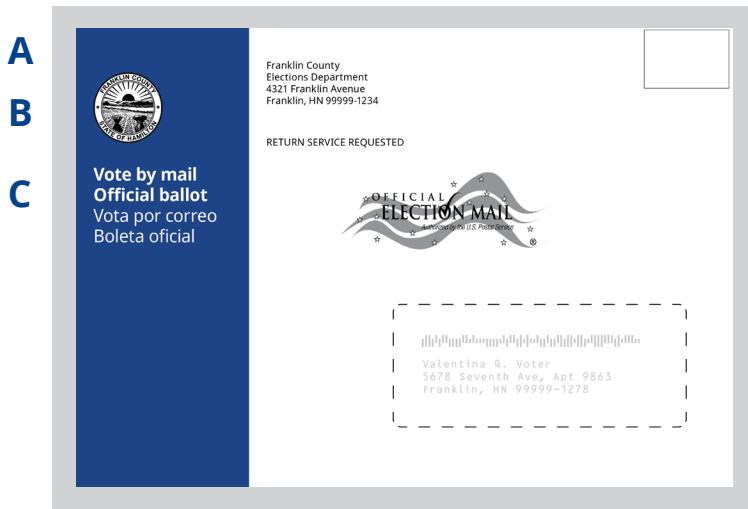 A
B
C
FRANKLIN COUNTY
STATE OF HAMILTON
Vote by mail
Official ballot
Vota por correo
Boleta oficial
Franklin County
Elections Department
4321 Franklin Avenue
Franklin, HN 99999-1234
RETURN SERVICE REQUESTED
OFFICIAL
ELECTION MAIL
Authorized by the U.S. Postal Service
®
Valentina Q. Voter
5678 Seventh Ave, Apt 9863
Franklin, HN 99999-1278